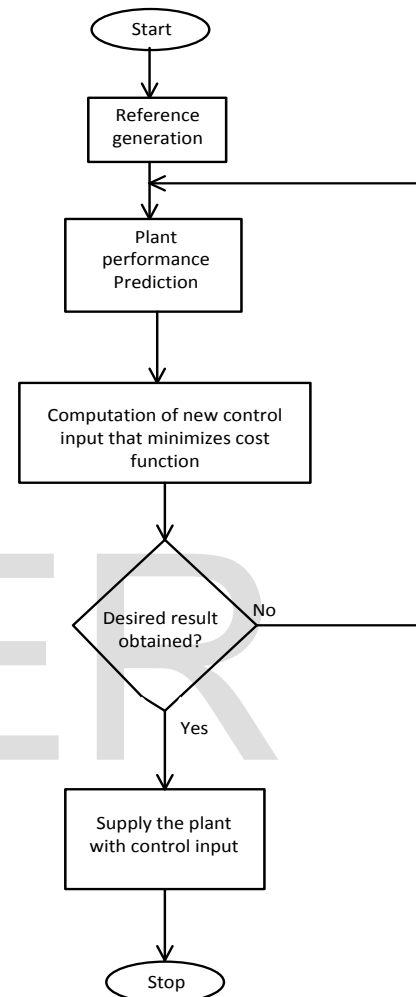 Start
Reference
generation
Plant
performance
Prediction
Computation of new control
input that minimizes cost
function
Desired result
obtained?
No
Yes
Supply the plant
with control input
Stop
ER